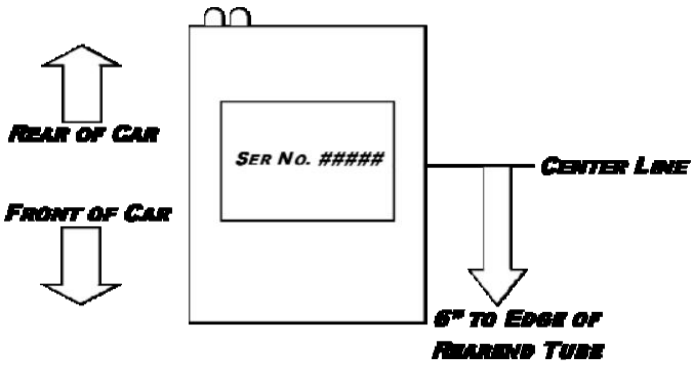 REAR OF CAR
SER NO. #####
CENTER LINE
FRONT OF CAR
6" TO EDGE OF
REAREND TUBE